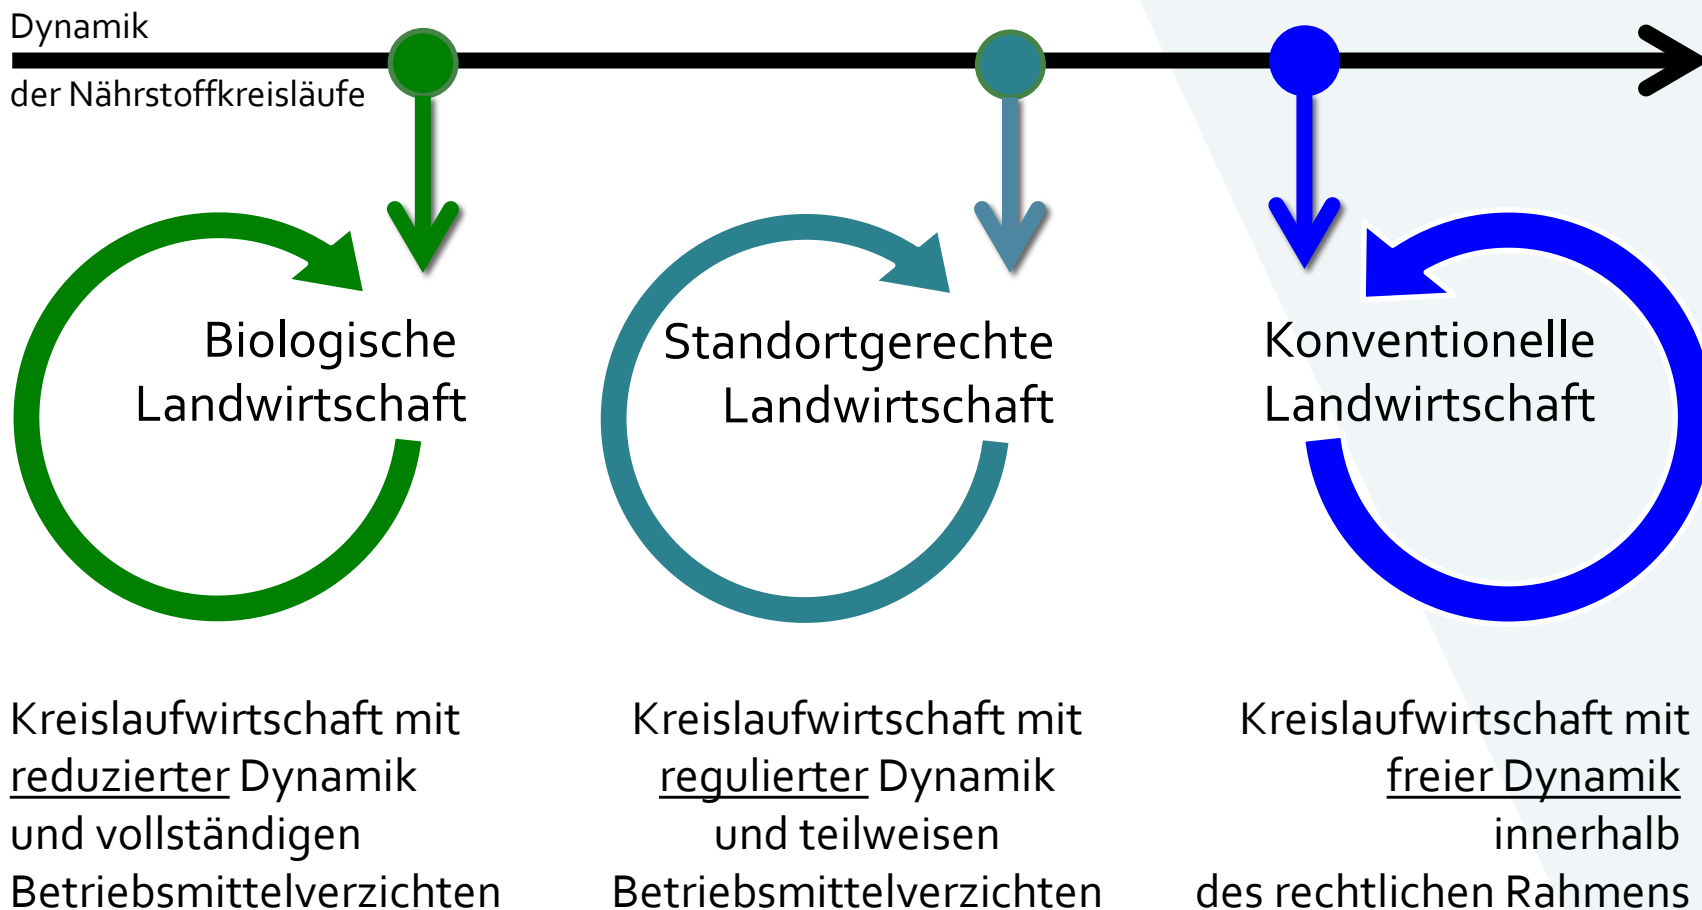 Dynamik
der Nährstoffkreisläufe
Biologische
Landwirtschaft
Standortgerechte
Landwirtschaft
Konventionelle
Landwirtschaft
Kreislaufwirtschaft mit
reduzierter Dynamik
und vollständigen
Betriebsmittelverzichten
Kreislaufwirtschaft mit
regulierter Dynamik
und teilweisen
Betriebsmittelverzichten
Kreislaufwirtschaft mit
freier Dynamik
innerhalb
des rechtlichen Rahmens